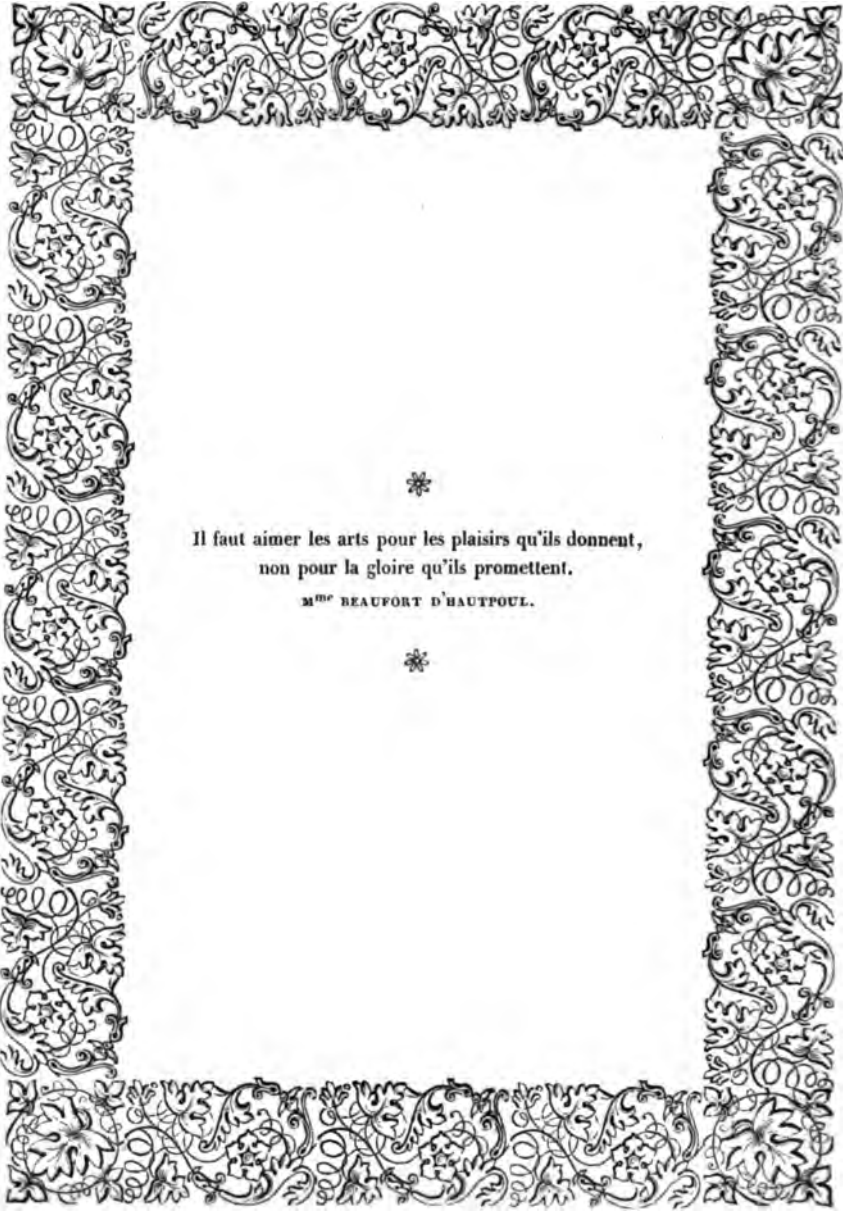 Il faut aimer les arts pour les plaisirs qu'ils donnent,
non pour la gloire qu'ils promettent.
Mme BEAUFORT D'HAUTPOUL.